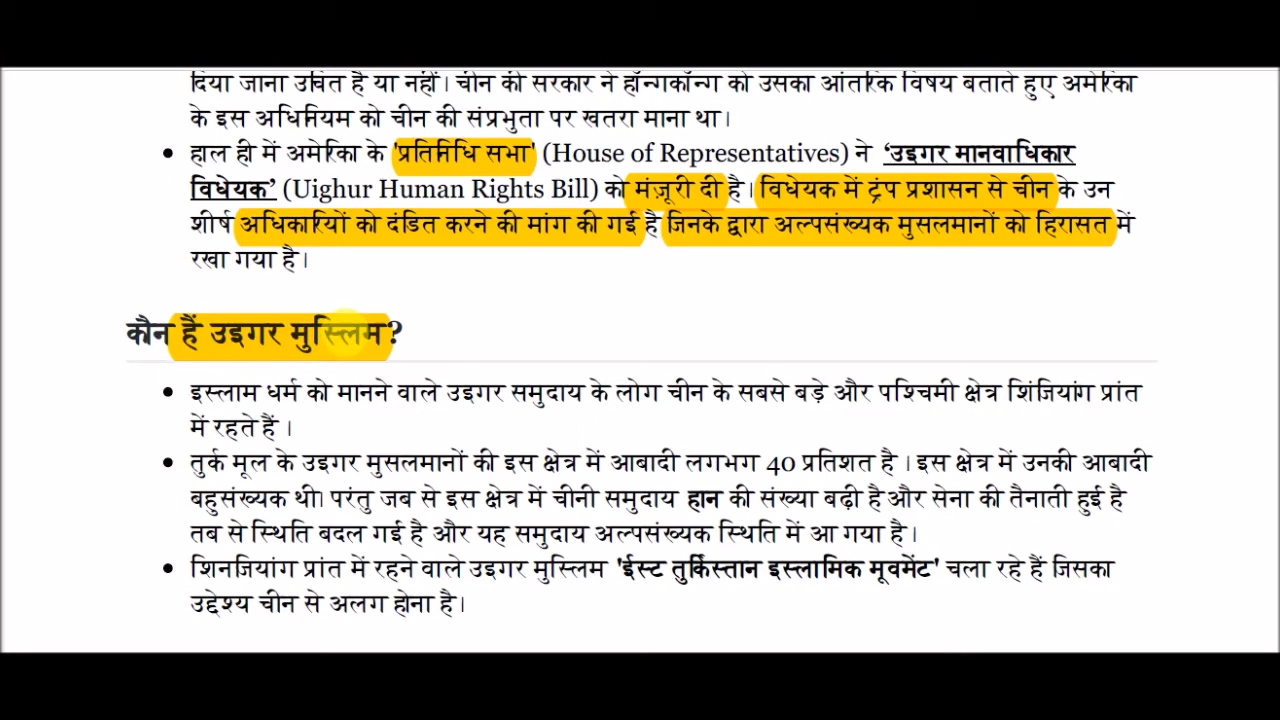 दिया जाना उचित है या नहीं। चीन की सरकार ने हॉन्गकॉन्ग को उसका आंतरिक विषय बताते हुए अमेरिका
के इस अधिनियम को चीन की संप्रभुता पर खतरा माना था।
• हाल ही में अमेरिका के 'प्रतिनिधि सभा' (House of Representatives) ने ‘उइगर मानवाधिकार
विधेयक’ (Uighur Human Rights Bill) को मंज़ूरी दी है। विधेयक में ट्रंप प्रशासन से चीन के उन
शीर्ष अधिकारियों को दंडित करने की मांग की गई है जिनके द्वारा अल्पसंख्यक मुसलमानों को हिरासत में
रखा गया है।
कौन हैं उइगर मुस्लिम?
• इस्लाम धर्म को मानने वाले उइगर समुदाय के लोग चीन के सबसे बड़े और पश्चिमी क्षेत्र शिंजियांग प्रांत
में रहते हैं ।
• तुर्क मूल के उइगर मुसलमानों की इस क्षेत्र में आबादी लगभग 40 प्रतिशत है । इस क्षेत्र में उनकी आबादी
बहुसंख्यक थी। परंतु जब से इस क्षेत्र में चीनी समुदाय हान की संख्या बढ़ी है और सेना की तैनाती हुई है
तब से स्थिति बदल गई है और यह समुदाय अल्पसंख्यक स्थिति में आ गया है।
• शिनजियांग प्रांत में रहने वाले उइगर मुस्लिम 'ईस्ट तुर्किस्तान इस्लामिक मूवमेंट' चला रहे हैं जिसका
उद्देश्य चीन से अलग होना है।